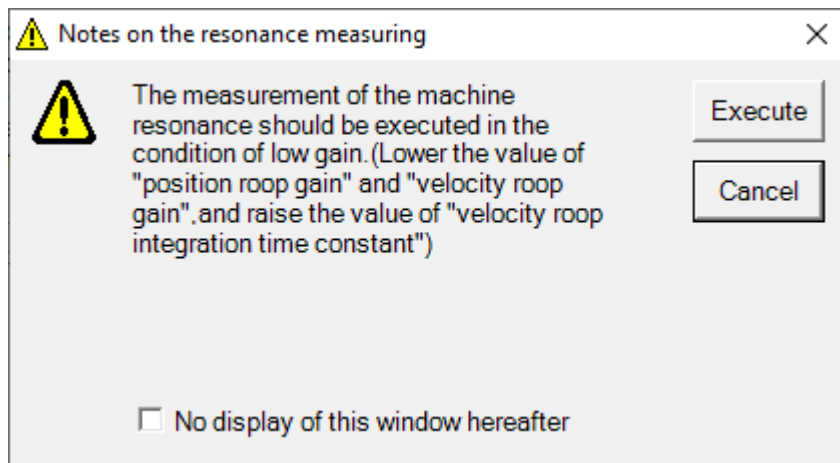 Notes on the resonance measuring
The measurement of the machine
resonance should be executed in the
condition of low gain.(Lower the value of
"position roop gain" and "velocity roop
gain",and raise the value of "velocity roop
integration time constant")
Execute
Cancel
No display of this window hereafter